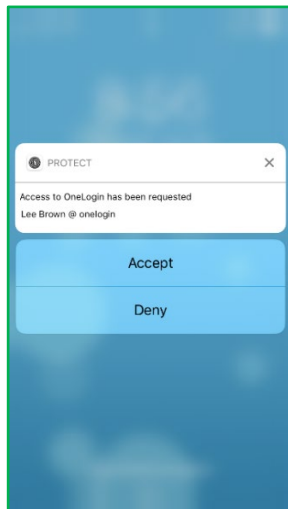 PROTECT
Access to OneLogin has been requested
Lee Brown @ onelogin
Accept
Deny